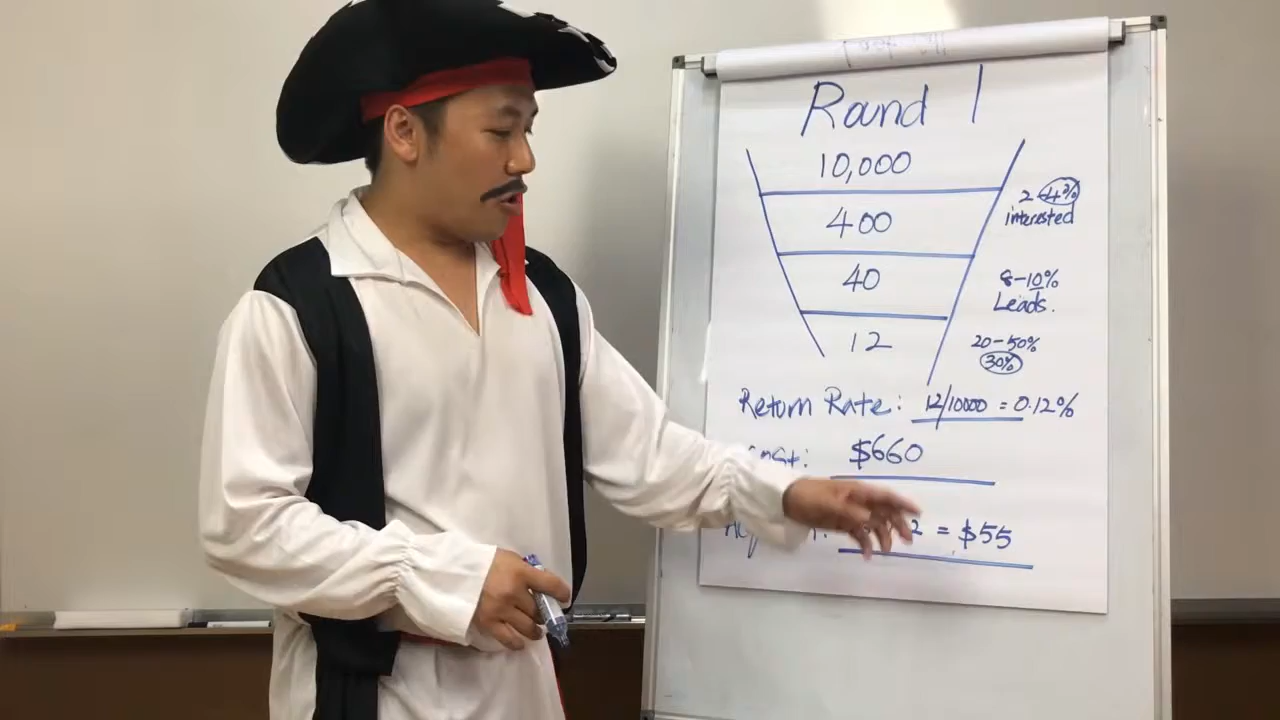 Round 1
10,000
2-4%
interested
400
40
8-10%
Leads.
12
20-50%
30%
Return Rate: 12/10000 = 0.12%
$660
= $55